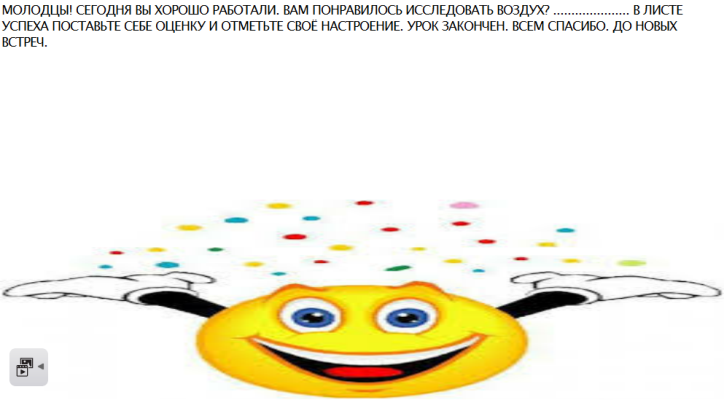 МОЛОДЦЫ! СЕГОДНЯ ВЫ ХОРОШО РАБОТАЛИ. ВАМ ПОНРАВИЛОСЬ ИССЛЕДОВАТЬ ВОЗДУХ? ..................... В ЛИСТЕ
УСПЕХА ПОСТАВЬТЕ СЕБЕ ОЦЕНКУ И ОТМЕТЬТЕ СВОЁ НАСТРОЕНИЕ. УРОК ЗАКОНЧЕН. ВСЕМ СПАСИБО. ДО НОВЫХ
ВСТРЕЧ.